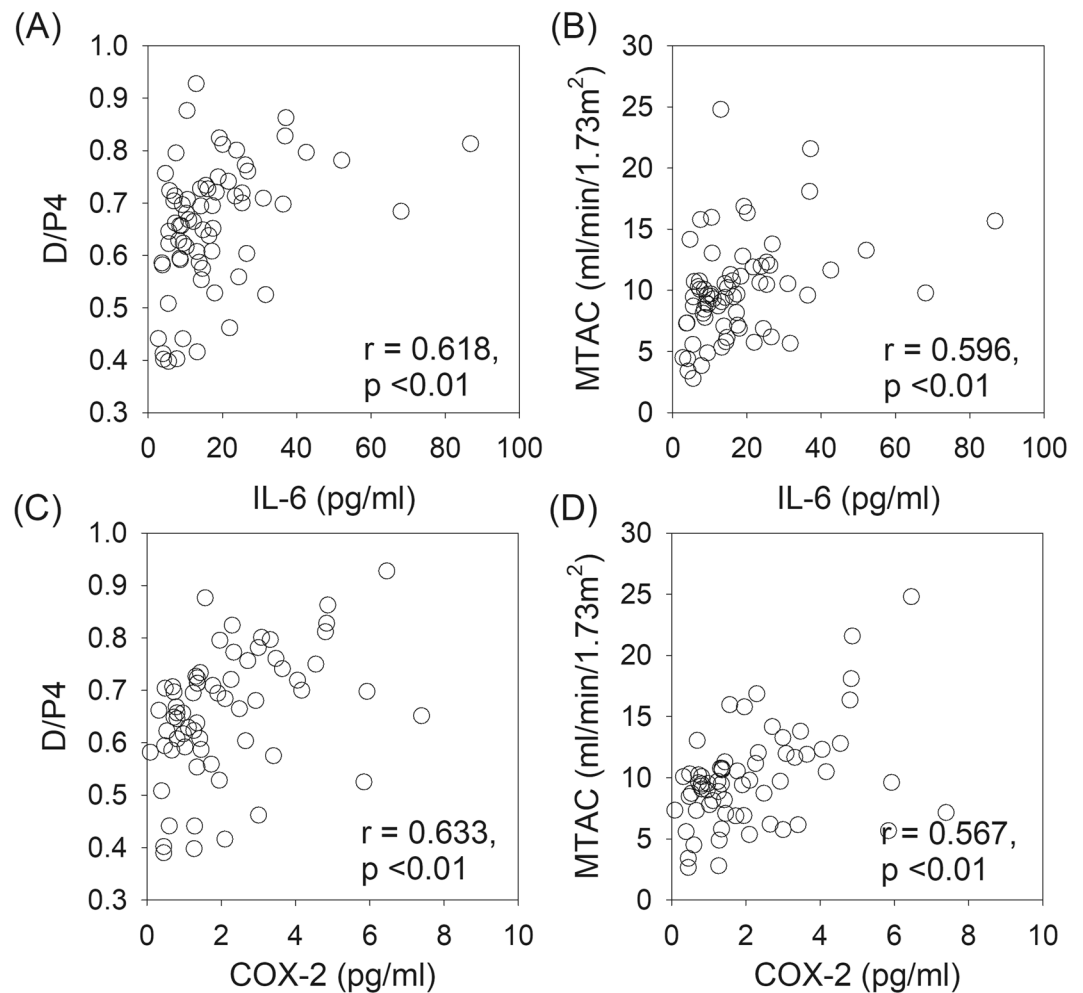 (A)
1.0
0.9
0.8
0.7
0.6
0.5
0.4
0.3
D/P4
r = 0.618,
p <0.01
0 20 40 60 80 100
IL-6 (pg/ml)
(B)
30
25
20
15
10
5
0
MTAC (ml/min/1.73m²)
r = 0.596,
p <0.01
0 20 40 60 80 100
IL-6 (pg/ml)
(C)
1.0
0.9
0.8
0.7
0.6
0.5
0.4
0.3
D/P4
r = 0.633,
p <0.01
0 2 4 6 8 10
COX-2 (pg/ml)
(D)
30
25
20
15
10
5
0
MTAC (ml/min/1.73m²)
r = 0.567,
p <0.01
0 2 4 6 8 10
COX-2 (pg/ml)